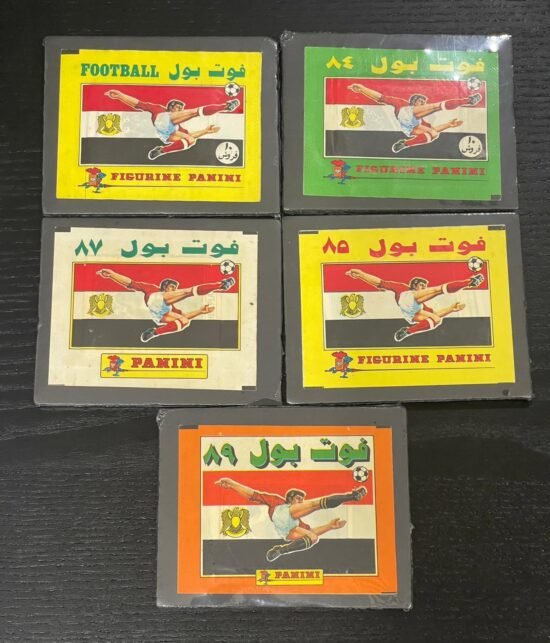 FOOTBALL فوت بول
١٠
قروش
FIGURINE PANINI
فوت بول ٨٤
١٠
قروش
FIGURINE PANINI
فوت بول ٨٧
PANINI
فوت بول ٨٥
FIGURINE PANINI
فوت بول ٨٩
PANINI